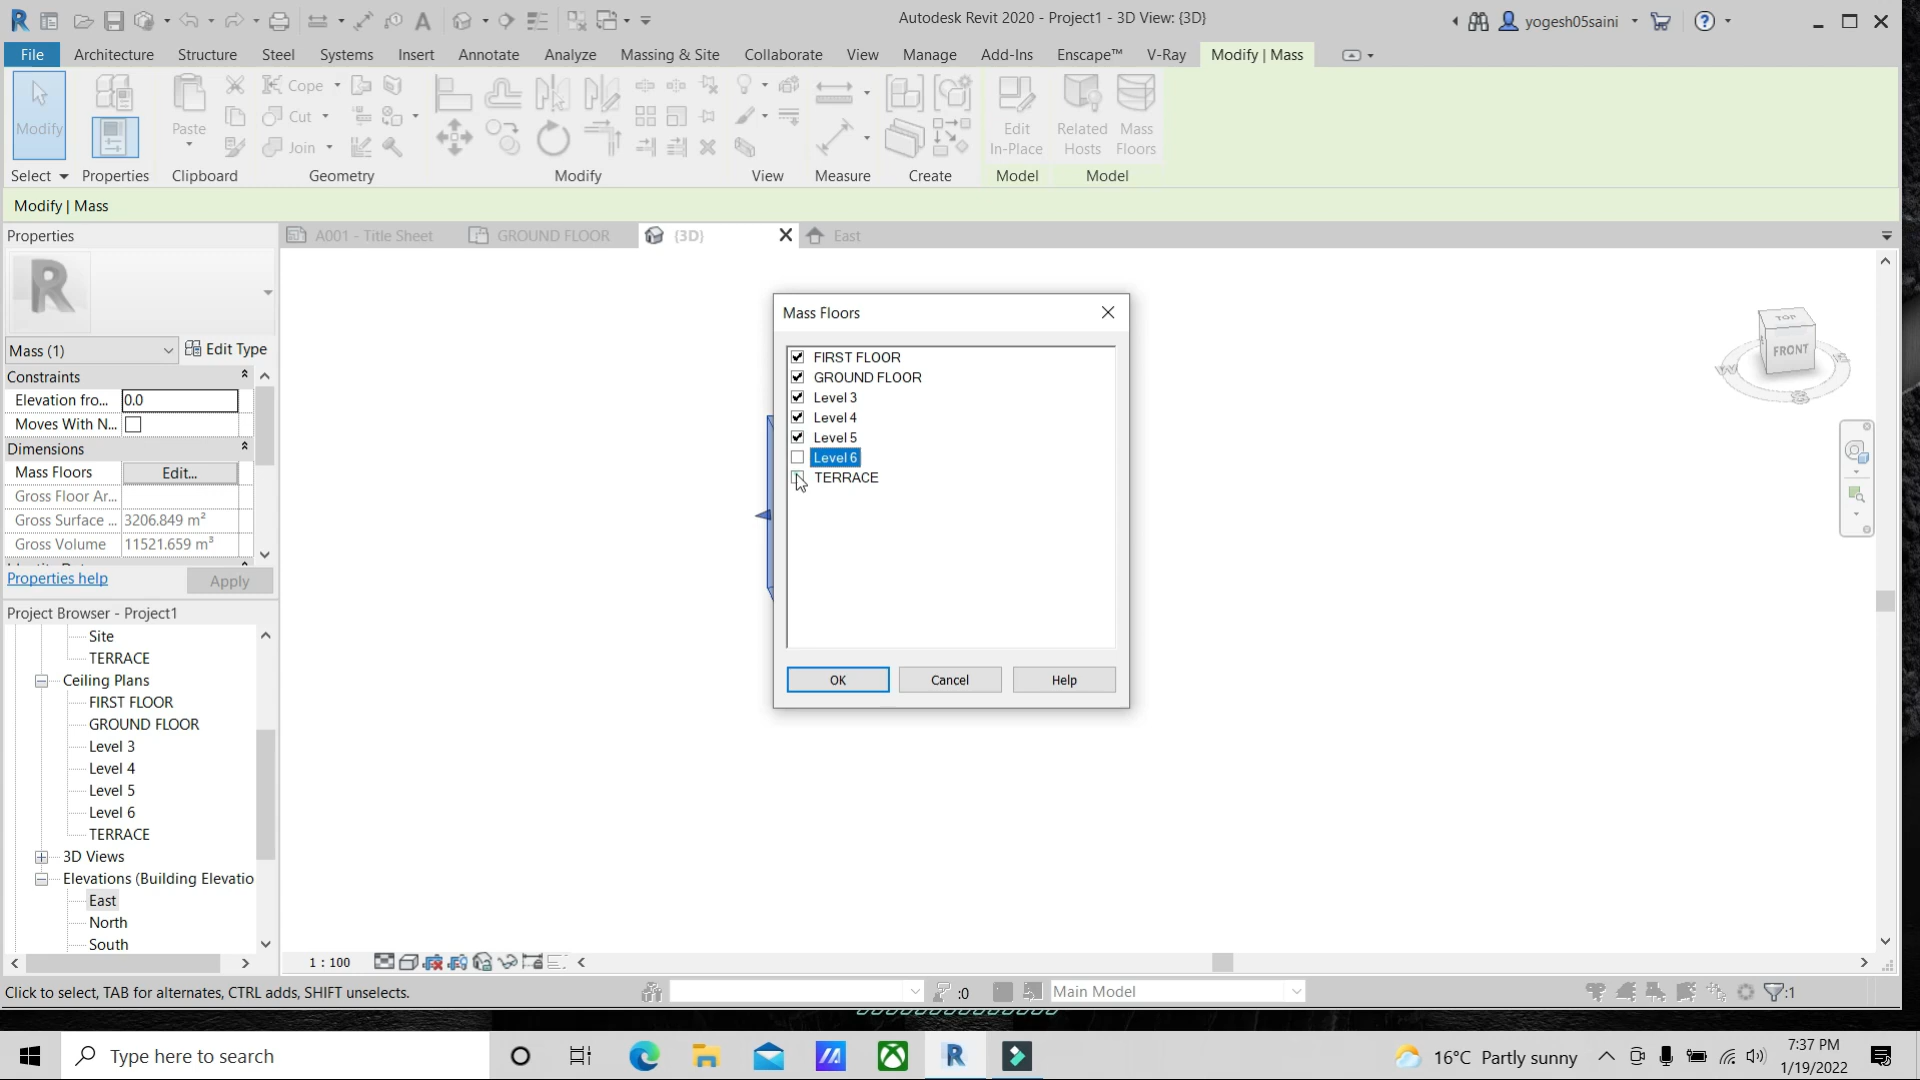 Autodesk Revit 2020 - Project1 - 3D View: {3D}
yogesh05saini
File Architecture Structure Steel Systems Insert Annotate Analyze Massing & Site Collaborate View Manage Add-Ins Enscape™ V-Ray Modify | Mass
Modify
Paste
Cope
Cut
Join
Edit In-Place
Related Hosts
Mass Floors
Select Properties Clipboard Geometry Modify View Measure Create Model Model
Modify | Mass
Properties
A001 - Title Sheet
GROUND FLOOR
{3D}
East
Mass (1)
Edit Type
Constraints
Elevation fro... 0.0
Moves With N...
Dimensions
Mass Floors Edit...
Gross Floor Ar...
Gross Surface ... 3206.849 m²
Gross Volume 11521.659 m³
Properties help
Apply
Project Browser - Project1
Site
TERRACE
Ceiling Plans
FIRST FLOOR
GROUND FLOOR
Level 3
Level 4
Level 5
Level 6
TERRACE
3D Views
Elevations (Building Elevatio
East
North
South
Mass Floors
FIRST FLOOR
GROUND FLOOR
Level 3
Level 4
Level 5
Level 6
TERRACE
OK Cancel Help
TOP
FRONT
W
S
1 : 100
Click to select, TAB for alternates, CTRL adds, SHIFT unselects.
:0
Main Model
:1
Type here to search
16°C Partly sunny
7:37 PM
1/19/2022